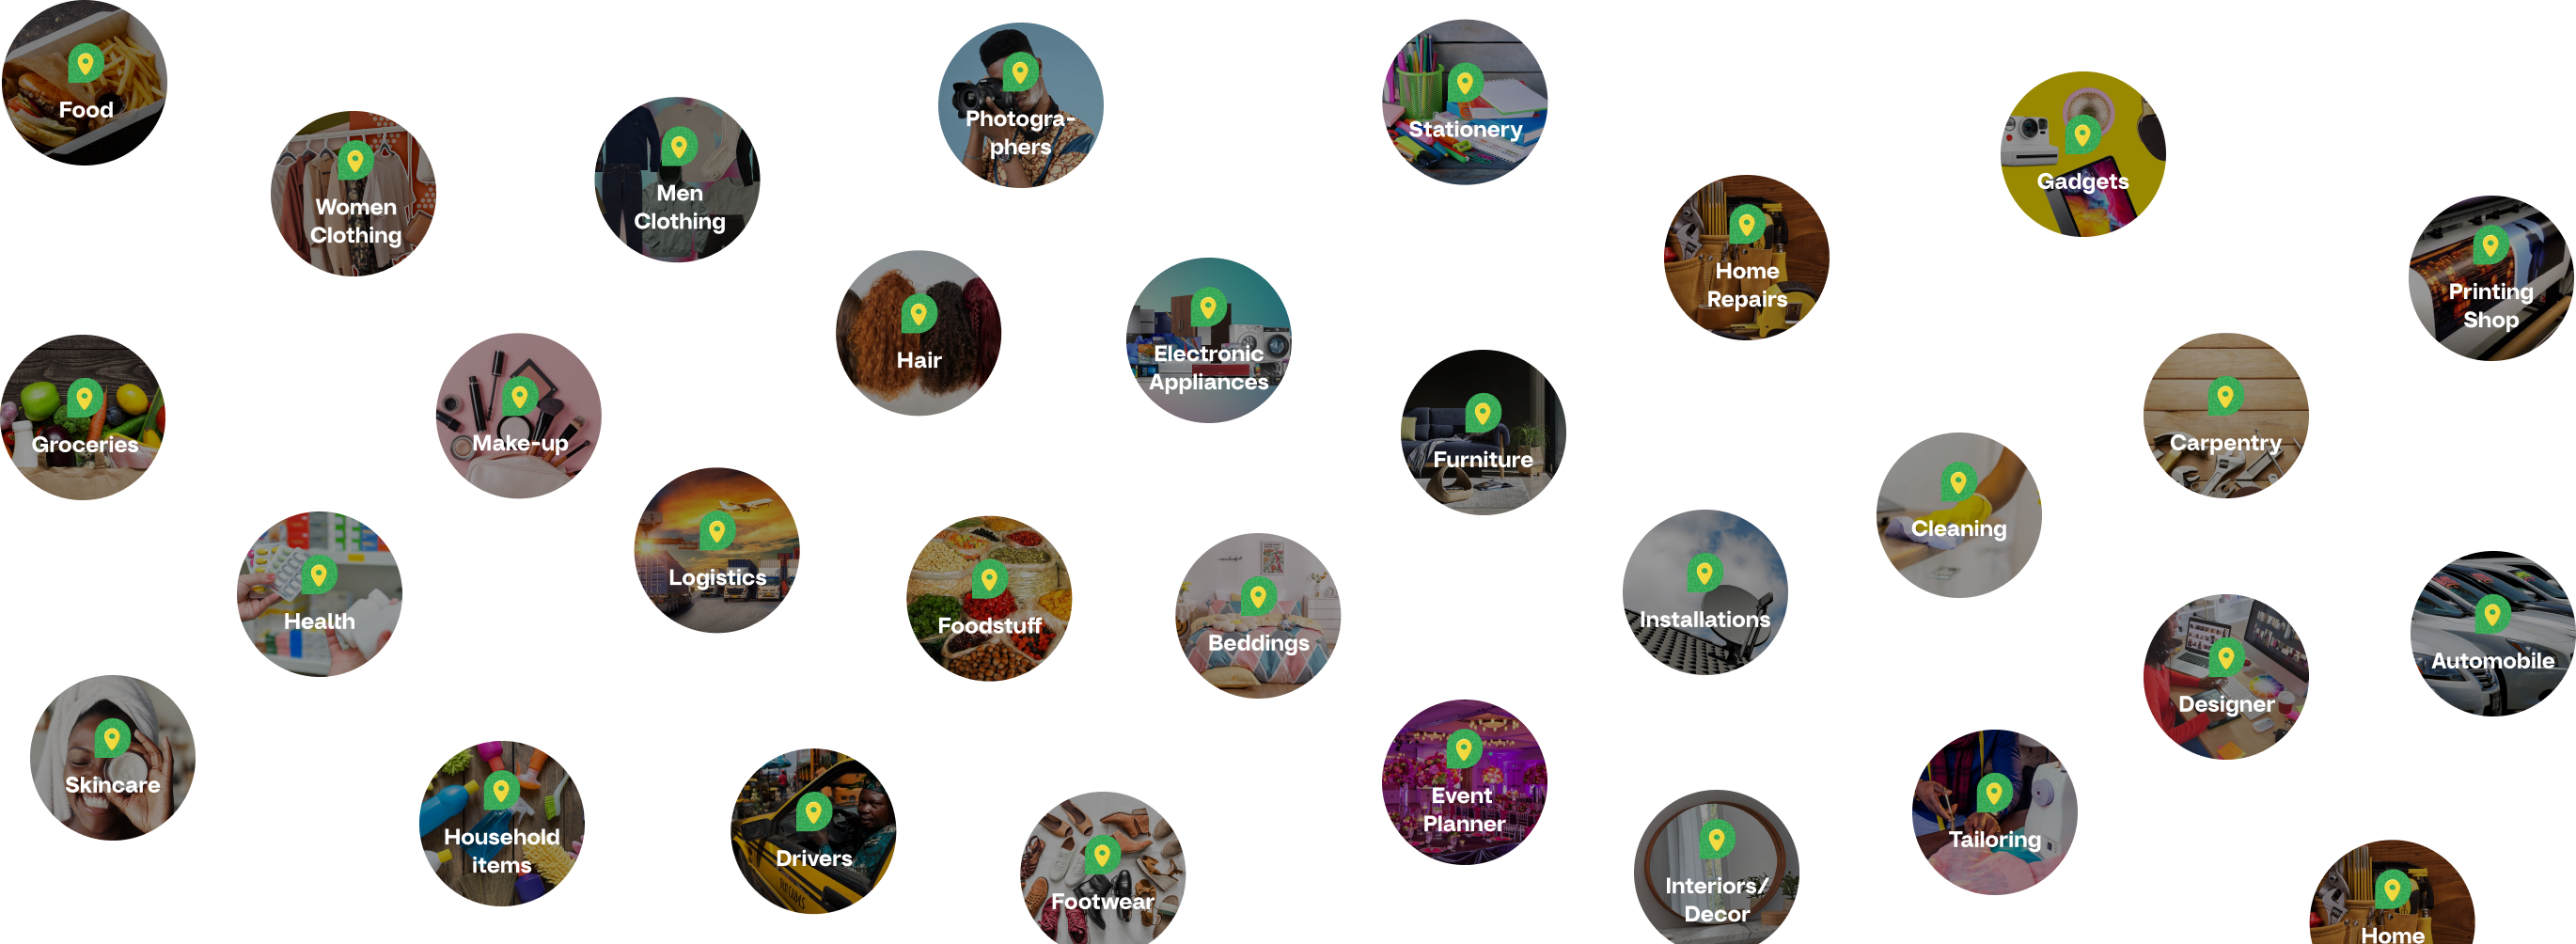 Food
Women
Clothing
Men
Clothing
Photogra-
phers
Stationery
Gadgets
Home
Repairs
Printing
Shop
Groceries
Make-up
Hair
Electronic
Appliances
Furniture
Carpentry
Cleaning
Health
Logistics
Foodstuff
Beddings
Installations
Designer
Automobile
Skincare
Household
items
Drivers
Footwear
Event
Planner
Interiors/
Decor
Tailoring
Home